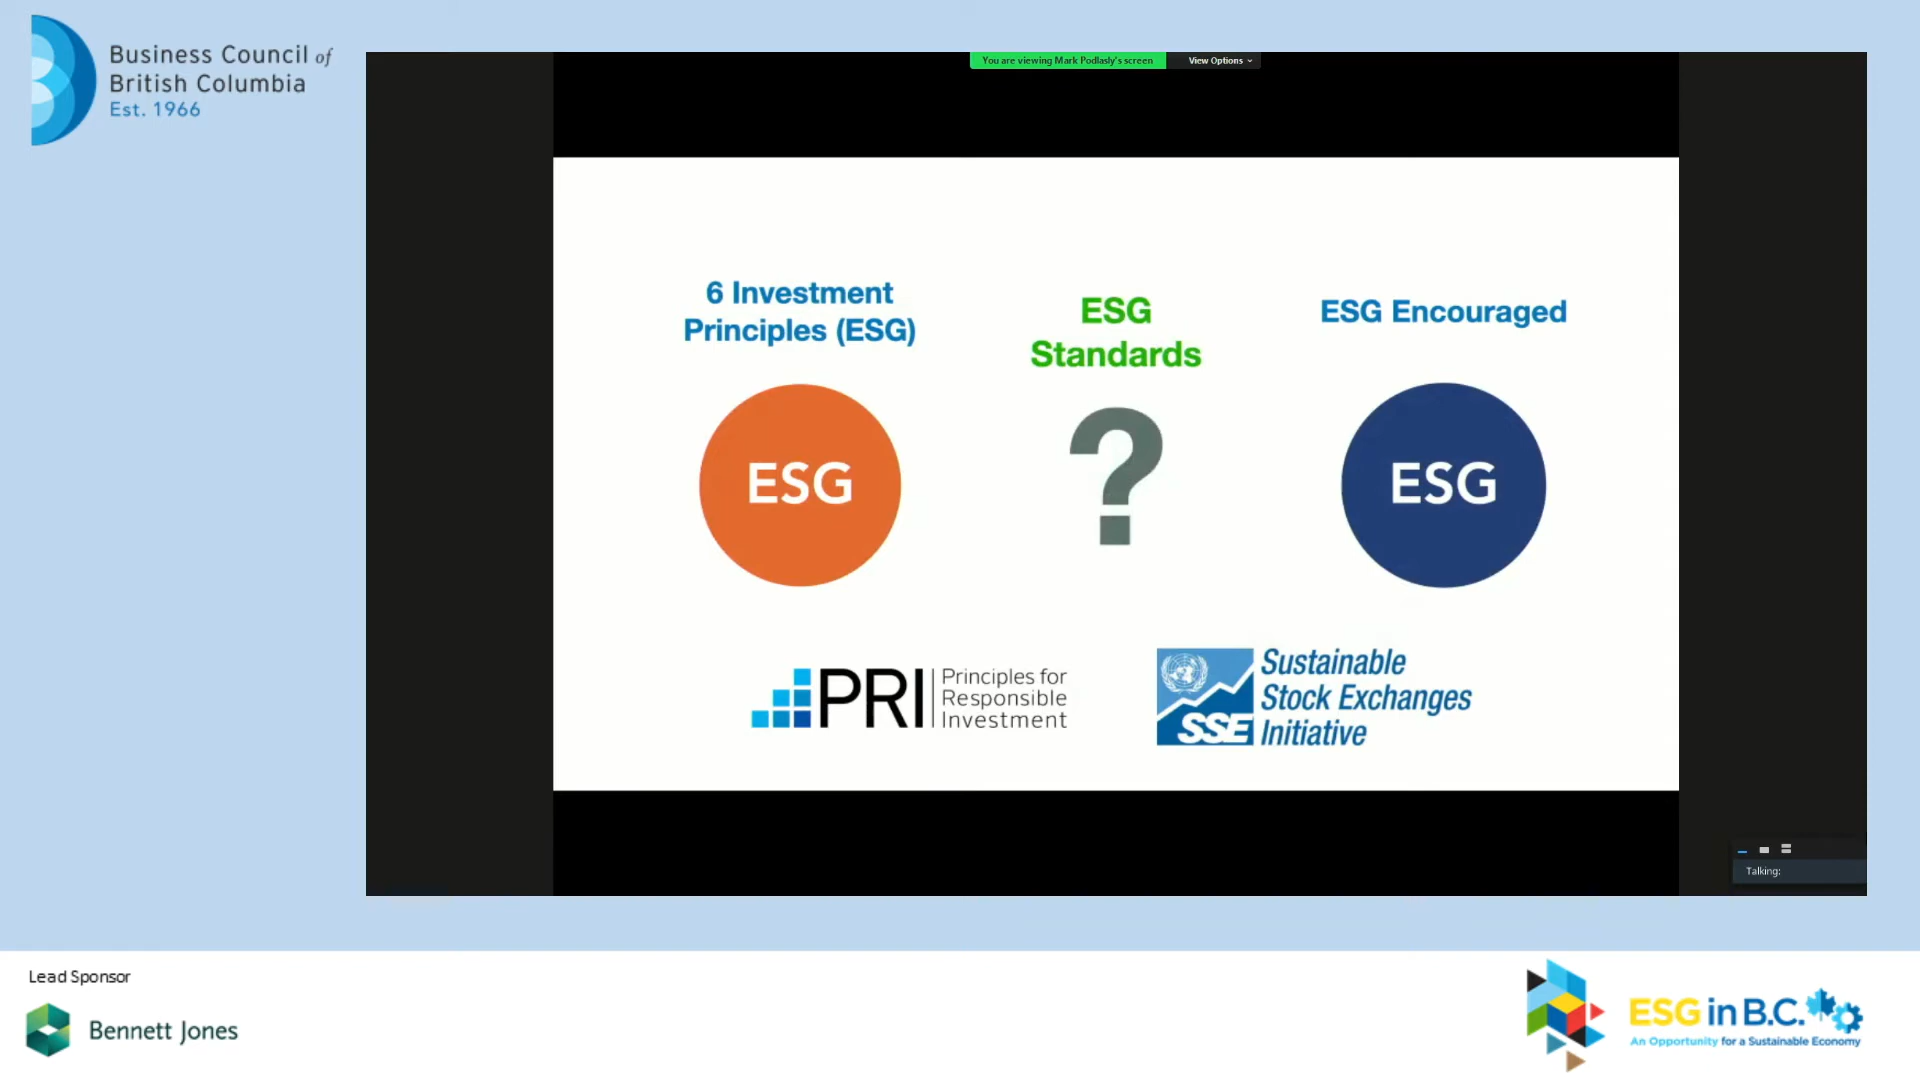 Business Council of
British Columbia
Est. 1966
You are viewing Mark Podlasly's screen
View Options
6 Investment
Principles (ESG)
ESG
Standards
ESG Encouraged
ESG
?
ESG
PRI
Principles for
Responsible
Investment
SSE
Sustainable
Stock Exchanges
Initiative
Talking:
Lead Sponsor
Bennett Jones
ESG in B.C.
An Opportunity for a Sustainable Economy